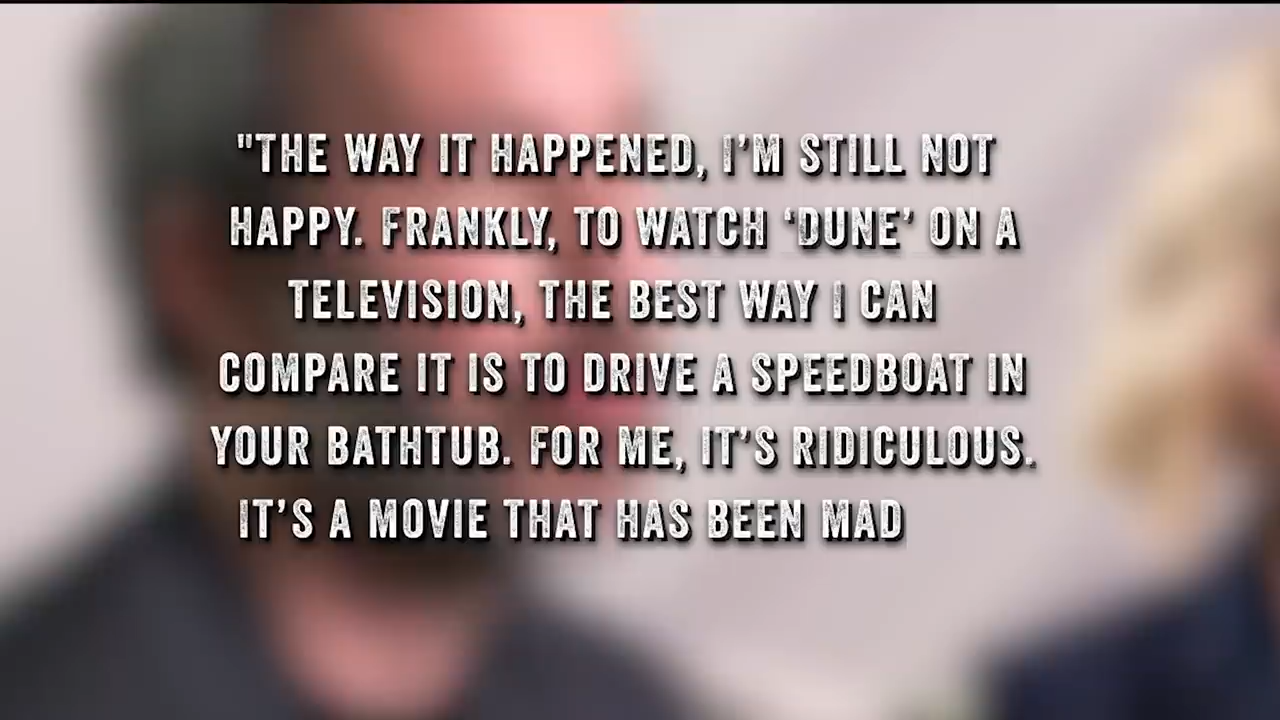 "THE WAY IT HAPPENED, I’M STILL NOT
HAPPY. FRANKLY, TO WATCH ‘DUNE’ ON A
TELEVISION, THE BEST WAY I CAN
COMPARE IT IS TO DRIVE A SPEEDBOAT IN
YOUR BATHTUB. FOR ME, IT’S RIDICULOUS.
IT’S A MOVIE THAT HAS BEEN MAD